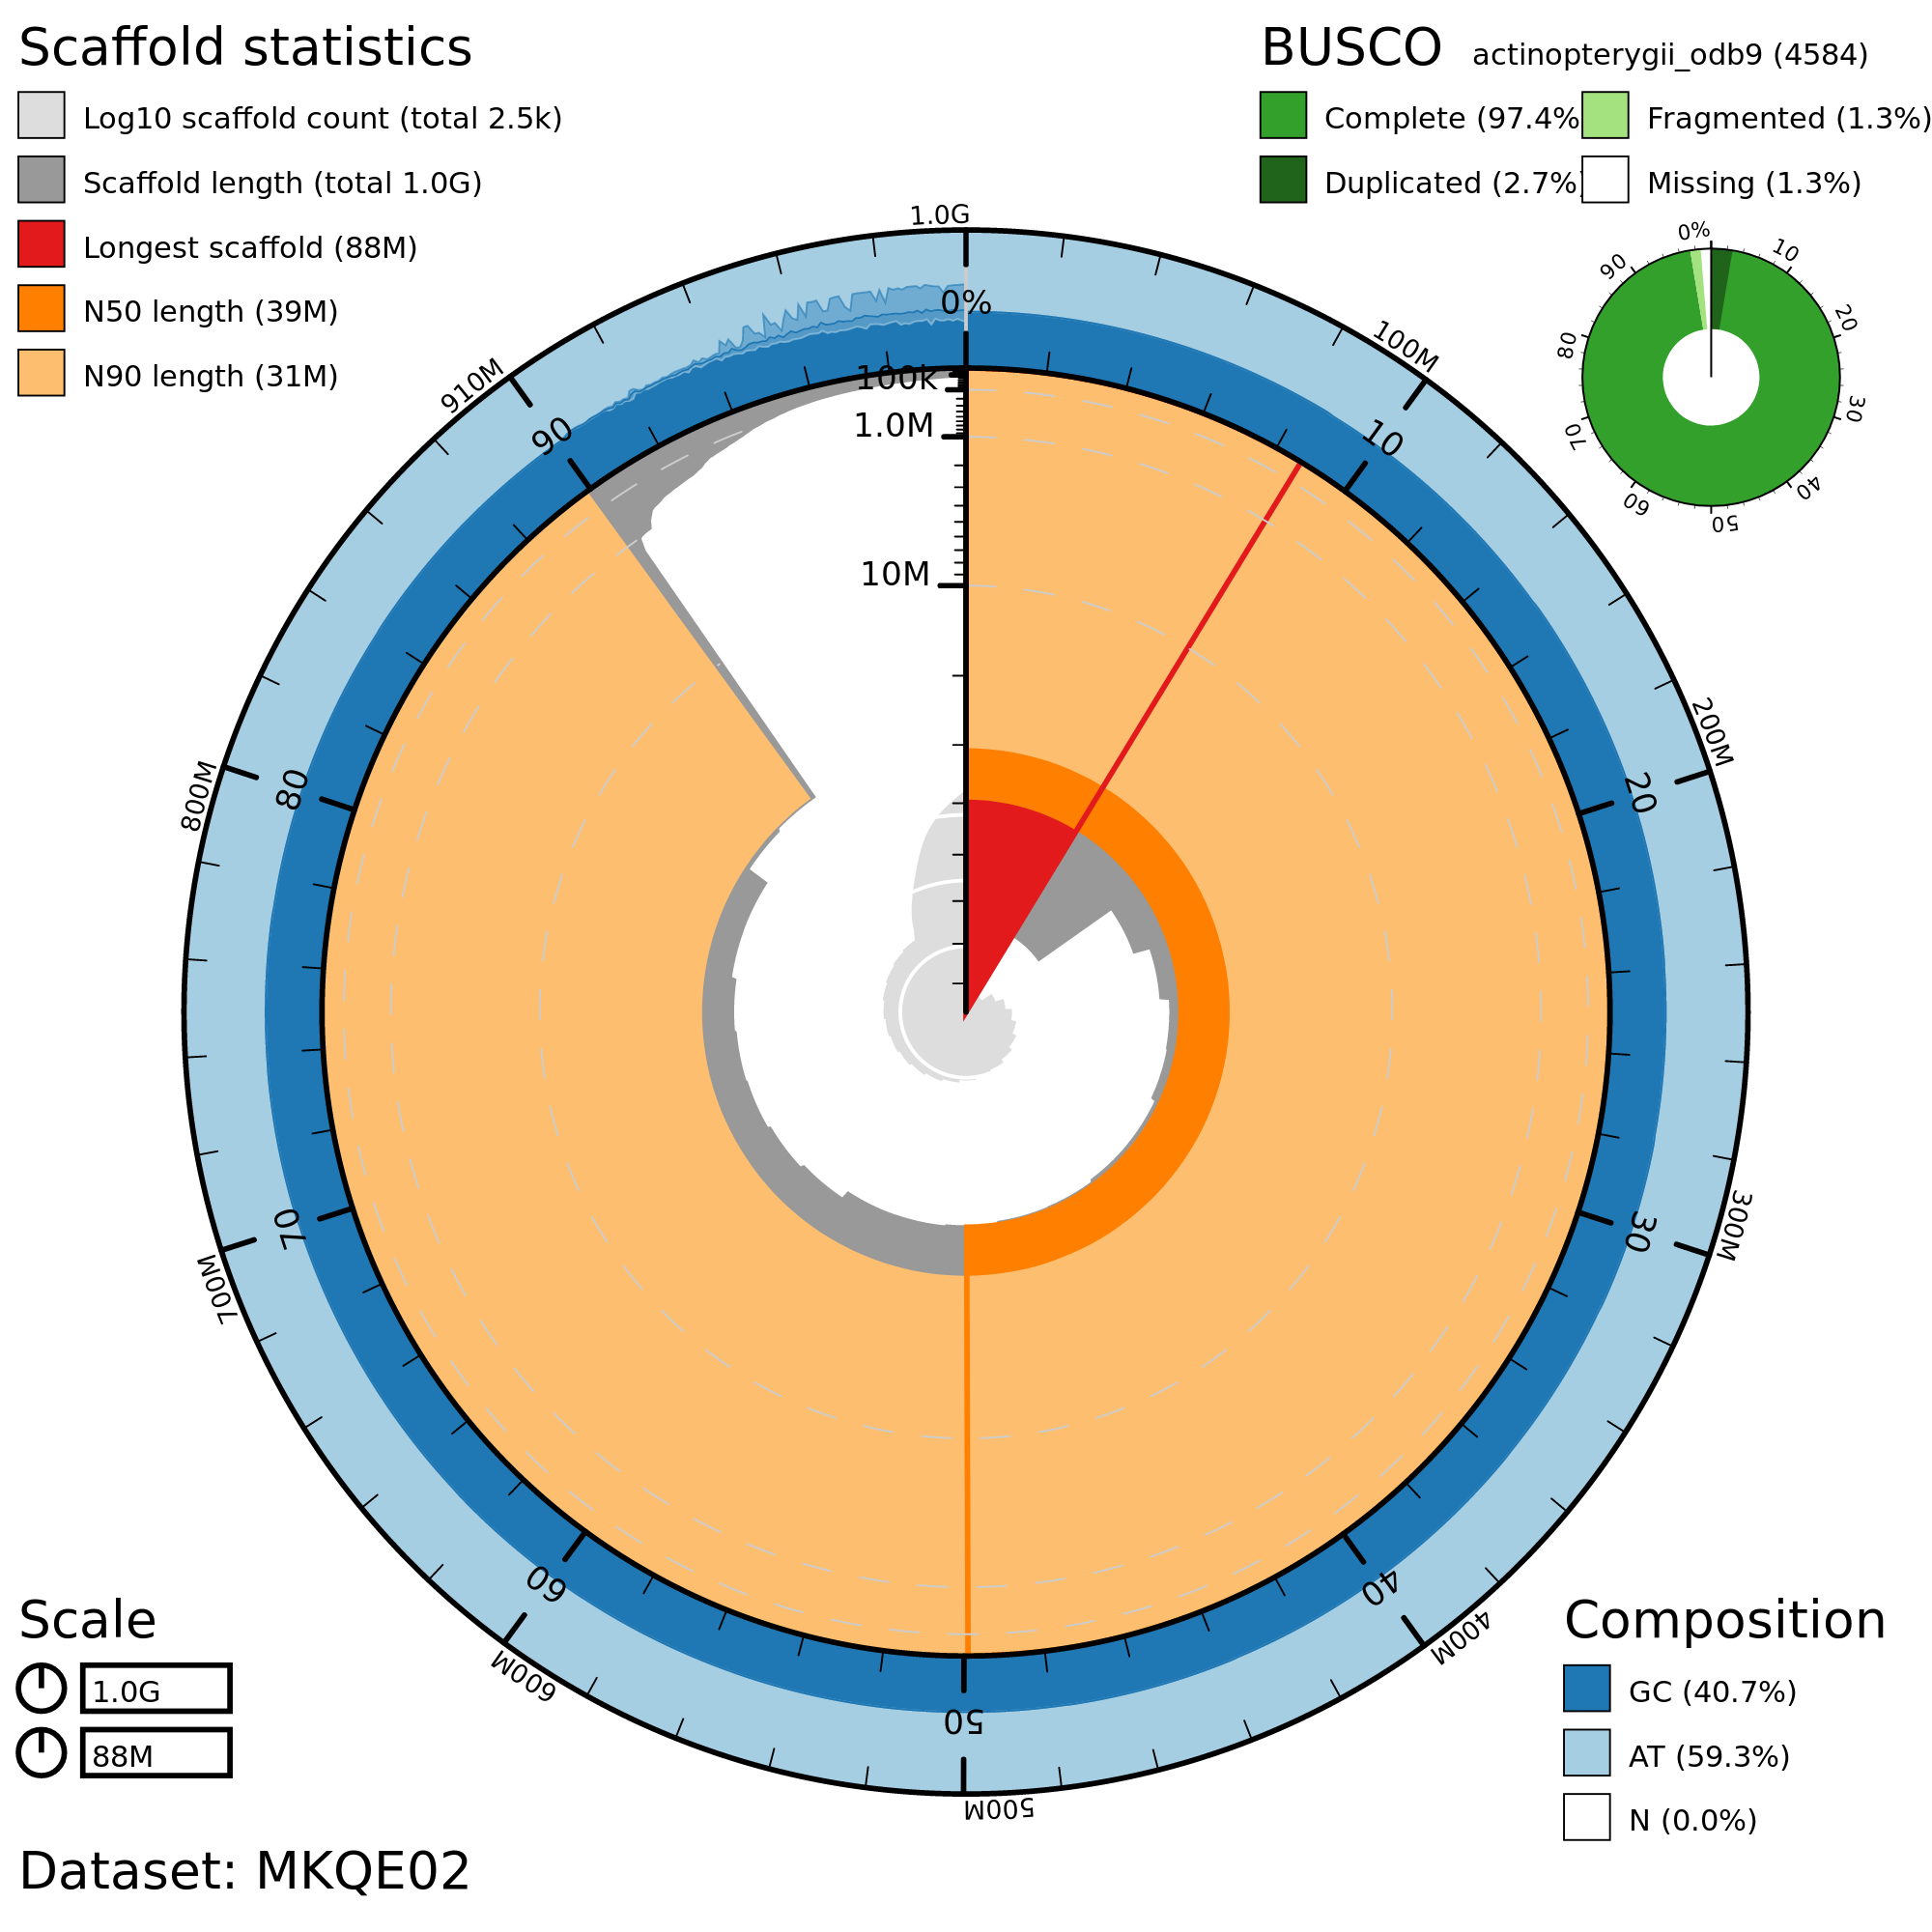 Scaffold statistics
Log10 scaffold count (total 2.5k)
Scaffold length (total 1.0G)
Longest scaffold (88M)
N50 length (39M)
N90 length (31M)
BUSCO actinopterygii_odb9 (4584)
Complete (97.4%
Fragmented (1.3%)
Duplicated (2.7%)
Missing (1.3%)
0%
10
20
30
40
50
60
70
80
90
1.0G
100M
200M
300M
400M
500M
600M
700M
800M
910M
0%
10
20
30
40
50
60
70
80
90
100k
1.0M
10M
Scale
1.0G
88M
Composition
GC (40.7%)
AT (59.3%)
N (0.0%)
Dataset: MKQE02